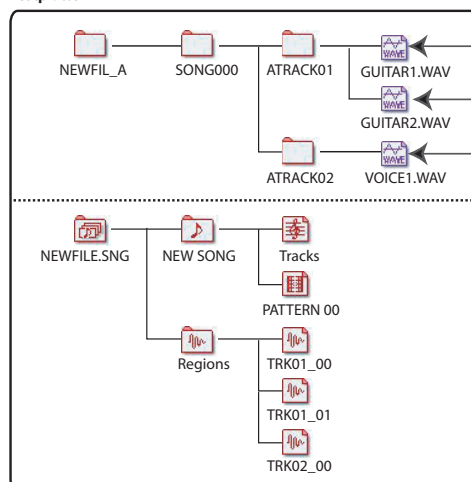 NEWFIL_A SONG000 ATRACK01 GUITAR1.WAV
GUITAR2.WAV
ATRACK02 VOICE1.WAV
NEWFILE.SNG NEW SONG Tracks
PATTERN 00
Regions TRK01_00
TRK01_01
TRK02_00